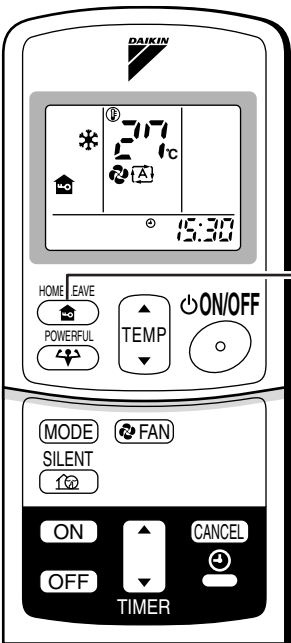 DAIKIN
27°C
A
15:30
HOME LEAVE
ON/OFF
POWERFUL
TEMP
MODE
FAN
SILENT
ON
CANCEL
OFF
TIMER